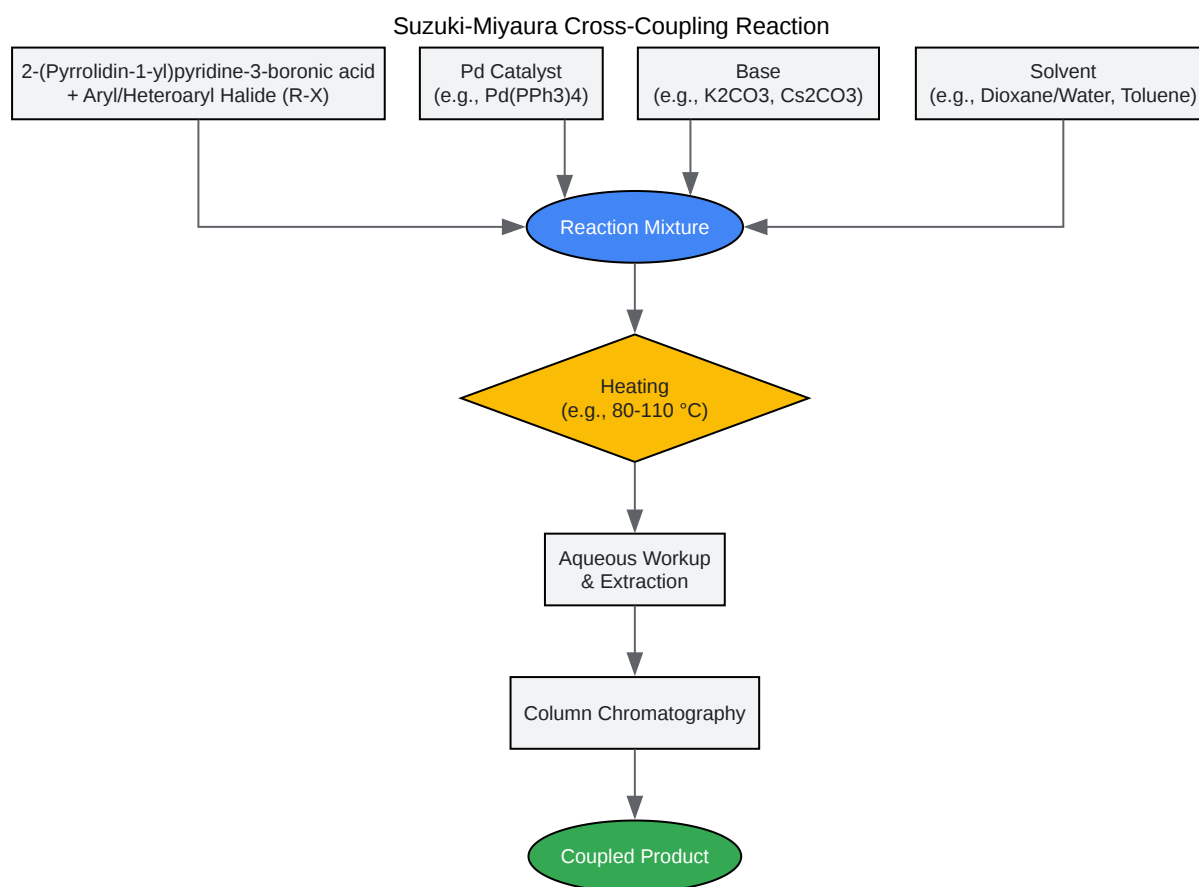 Suzuki-Miyaura Cross-Coupling Reaction
2-(Pyrrolidin-1-yl)pyridine-3-boronic acid
+ Aryl/Heteroaryl Halide (R-X)
Pd Catalyst
(e.g., Pd(PPh3)4)
Base
(e.g., K2CO3, Cs2CO3)
Solvent
(e.g., Dioxane/Water, Toluene)
Reaction Mixture
Heating
(e.g., 80-110 °C)
Aqueous Workup
& Extraction
Column Chromatography
Coupled Product